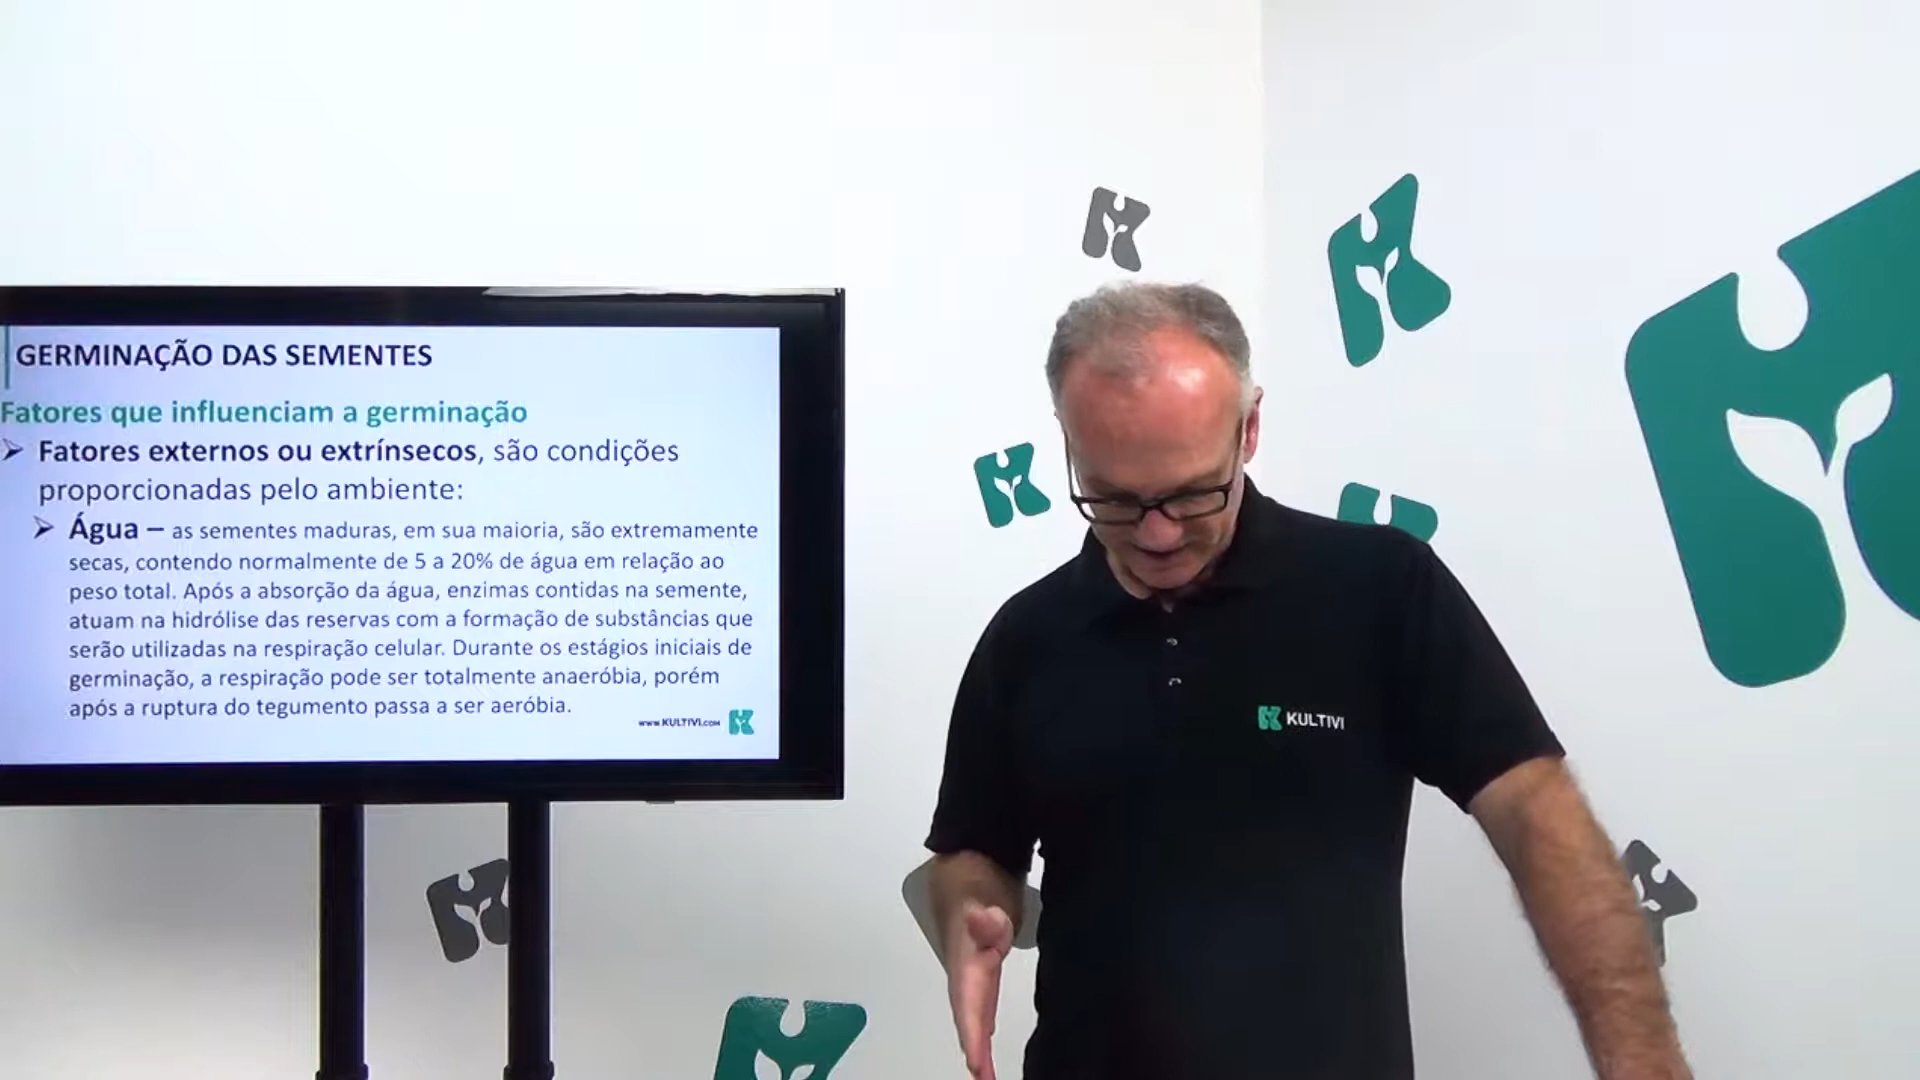 GERMINAÇÃO DAS SEMENTES
Fatores que influenciam a germinação
➢ Fatores externos ou extrínsecos, são condições
proporcionadas pelo ambiente:
➢ Água – as sementes maduras, em sua maioria, são extremamente
secas, contendo normalmente de 5 a 20% de água em relação ao
peso total. Após a absorção da água, enzimas contidas na semente,
atuam na hidrólise das reservas com a formação de substâncias que
serão utilizadas na respiração celular. Durante os estágios iniciais de
germinação, a respiração pode ser totalmente anaeróbia, porém
após a ruptura do tegumento passa a ser aeróbia.
www.KULTIVI.com
KULTIVI